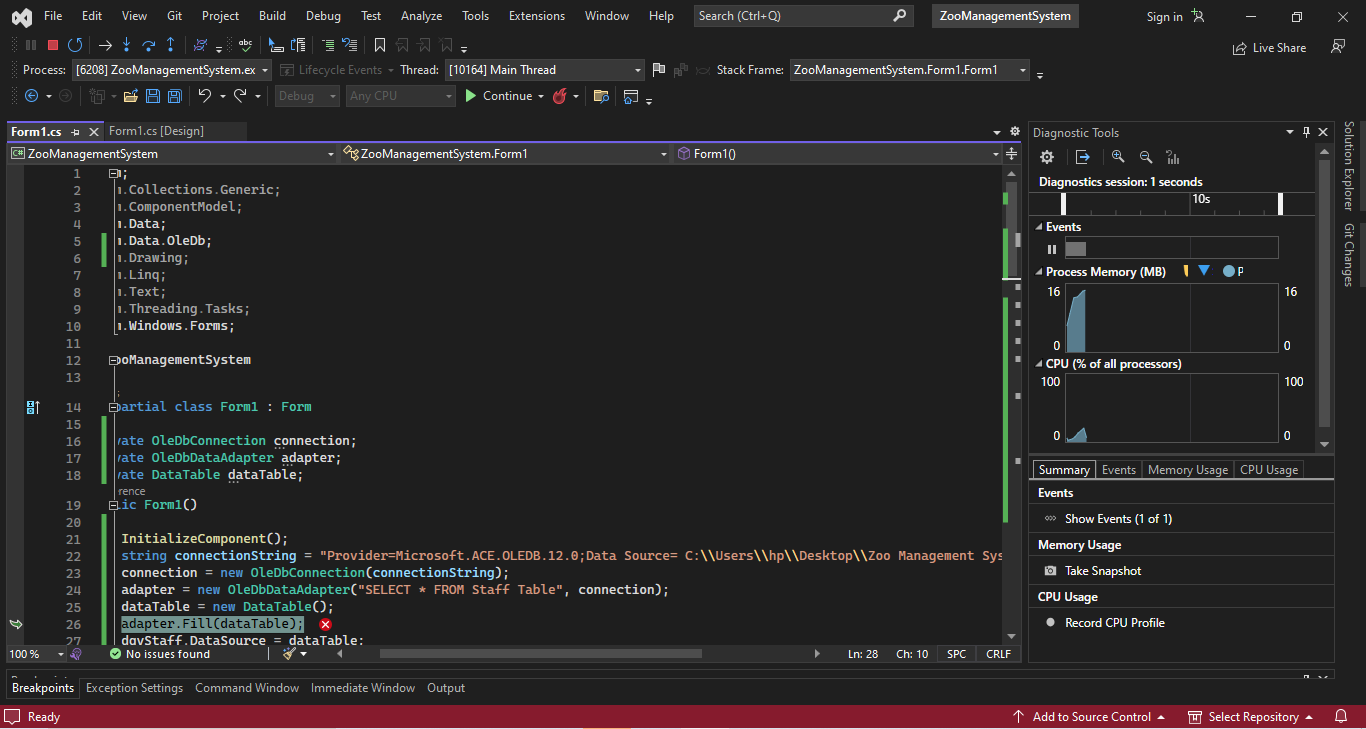 File Edit View Git Project Build Debug Test Analyze Tools Extensions Window Help Search (Ctrl+Q) ZooManagementSystem Sign in
Live Share
Process: [6208] ZooManagementSystem.ex Lifecycle Events Thread: [10164] Main Thread Stack Frame: ZooManagementSystem.Form1.Form1
Debug Any CPU Continue
Form1.cs Form1.cs [Design]
C# ZooManagementSystem ZooManagementSystem.Form1 Form1()
1 ;
2 .Collections.Generic;
3 .ComponentModel;
4 .Data;
5 .Data.OleDb;
6 .Drawing;
7 .Linq;
8 .Text;
9 .Threading.Tasks;
10 .Windows.Forms;
11
12 ooManagementSystem
13
14 partial class Form1 : Form
15
16 vate OleDbConnection connection;
17 vate OleDbDataAdapter adapter;
18 vate DataTable dataTable;
rence
19 lic Form1()
20
21 InitializeComponent();
22 string connectionString = "Provider=Microsoft.ACE.OLEDB.12.0;Data Source= C:\\Users\\hp\\Desktop\\Zoo Management Sys
23 connection = new OleDbConnection(connectionString);
24 adapter = new OleDbDataAdapter("SELECT * FROM Staff Table", connection);
25 dataTable = new DataTable();
26 adapter.Fill(dataTable);
27 dgvStaff.DataSource = dataTable;
100 % No issues found Ln: 28 Ch: 10 SPC CRLF
Diagnostic Tools
Diagnostics session: 1 seconds
10s
Events
Process Memory (MB) P
16 16
0 0
CPU (% of all processors)
100 100
0 0
Summary Events Memory Usage CPU Usage
Events
Show Events (1 of 1)
Memory Usage
Take Snapshot
CPU Usage
Record CPU Profile
Solution Explorer
Git Changes
Breakpoints Exception Settings Command Window Immediate Window Output
Ready Add to Source Control Select Repository